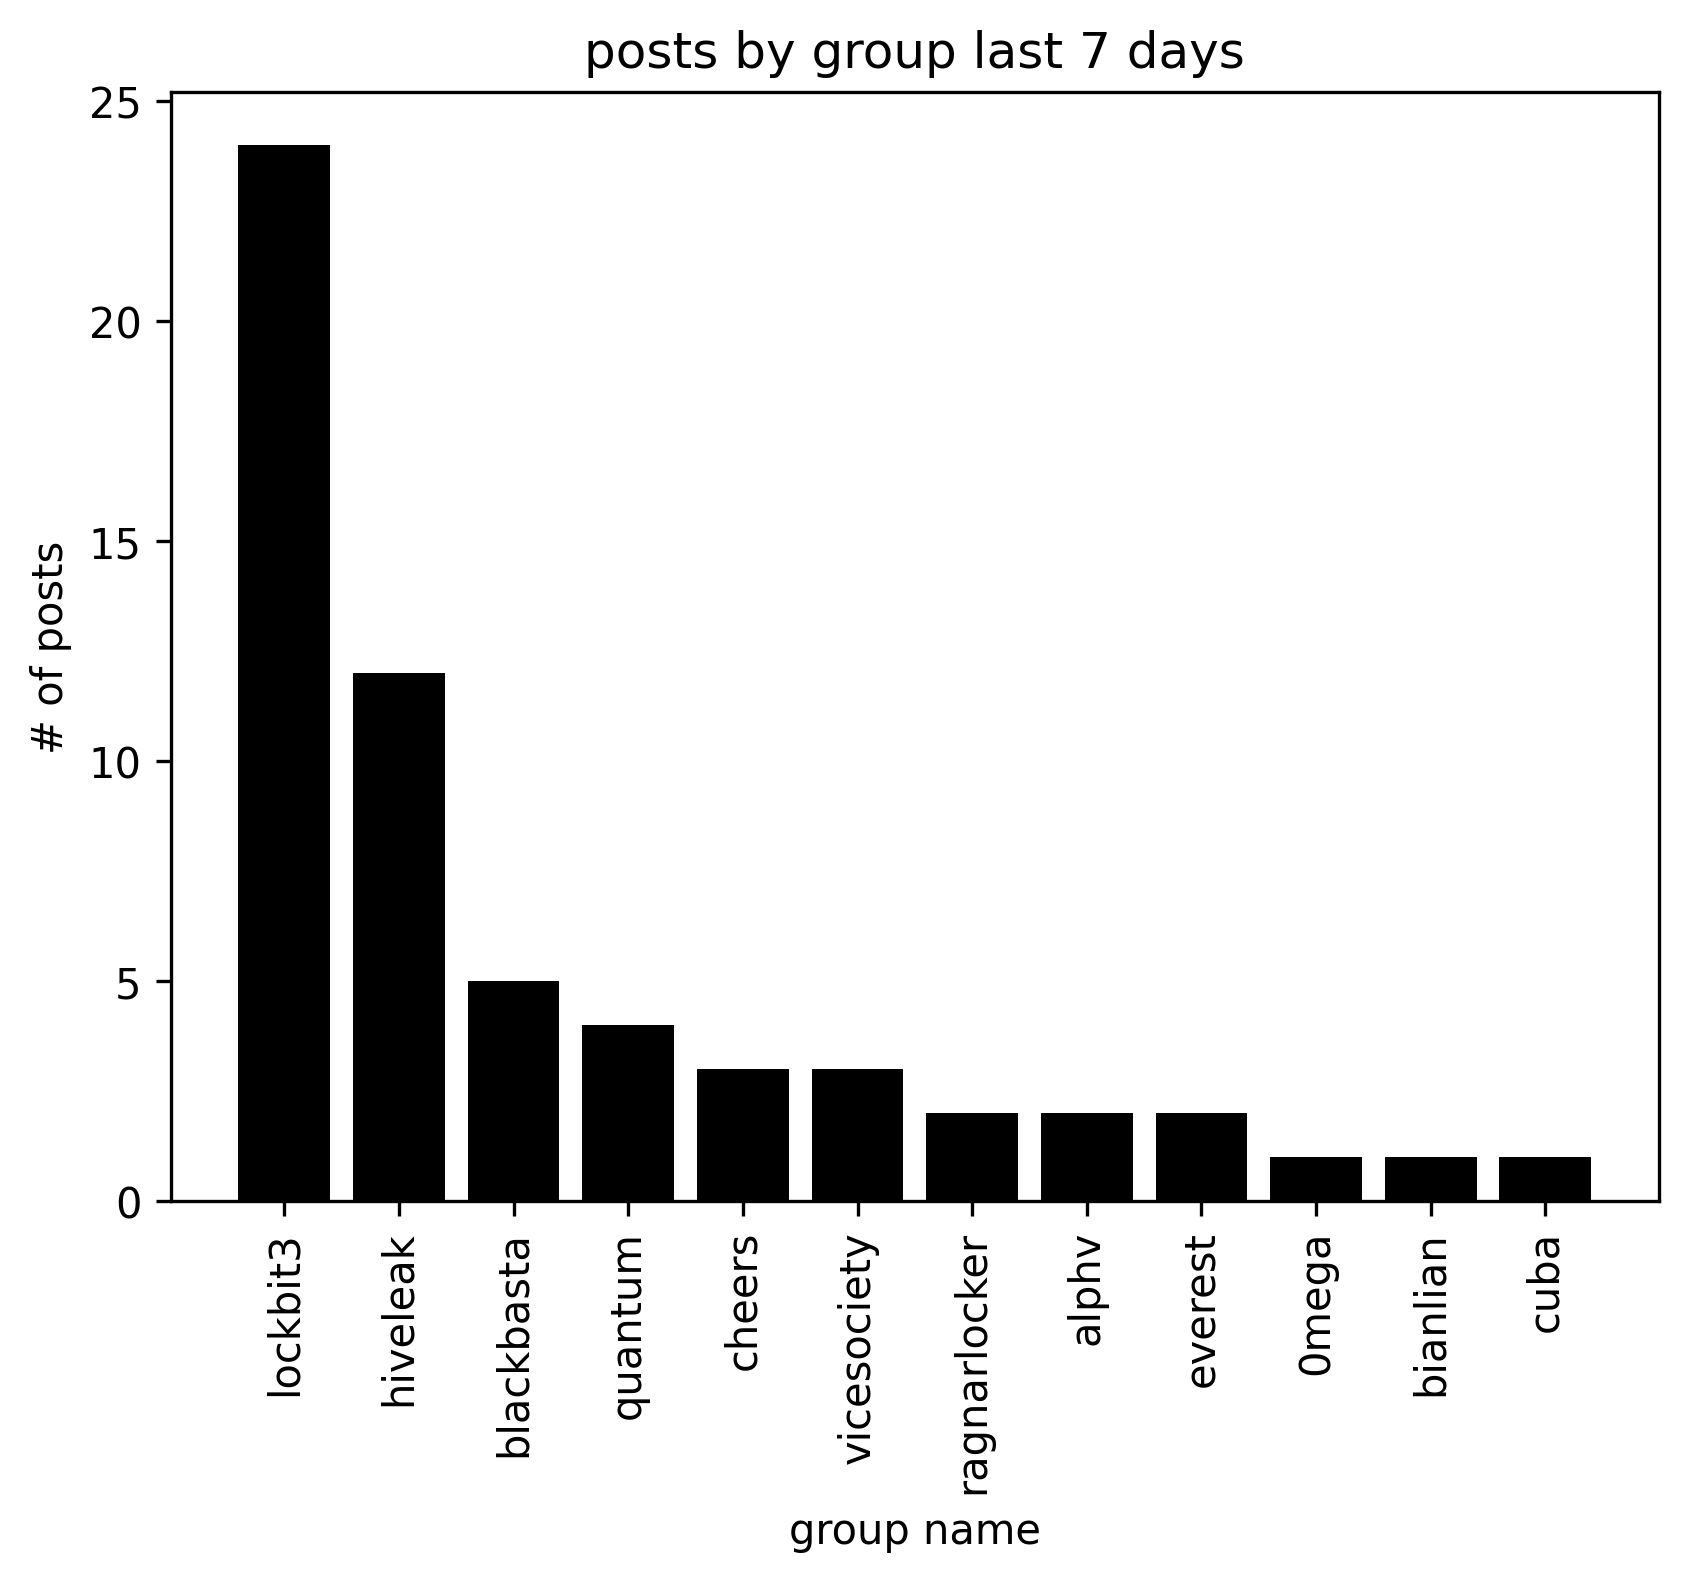 posts by group last 7 days
25
20
15
10
5
0
# of posts
lockbit3
hiveleak
blackbasta
quantum
cheers
vicesociety
ragnarlocker
alphv
everest
0mega
bianlian
cuba
group name